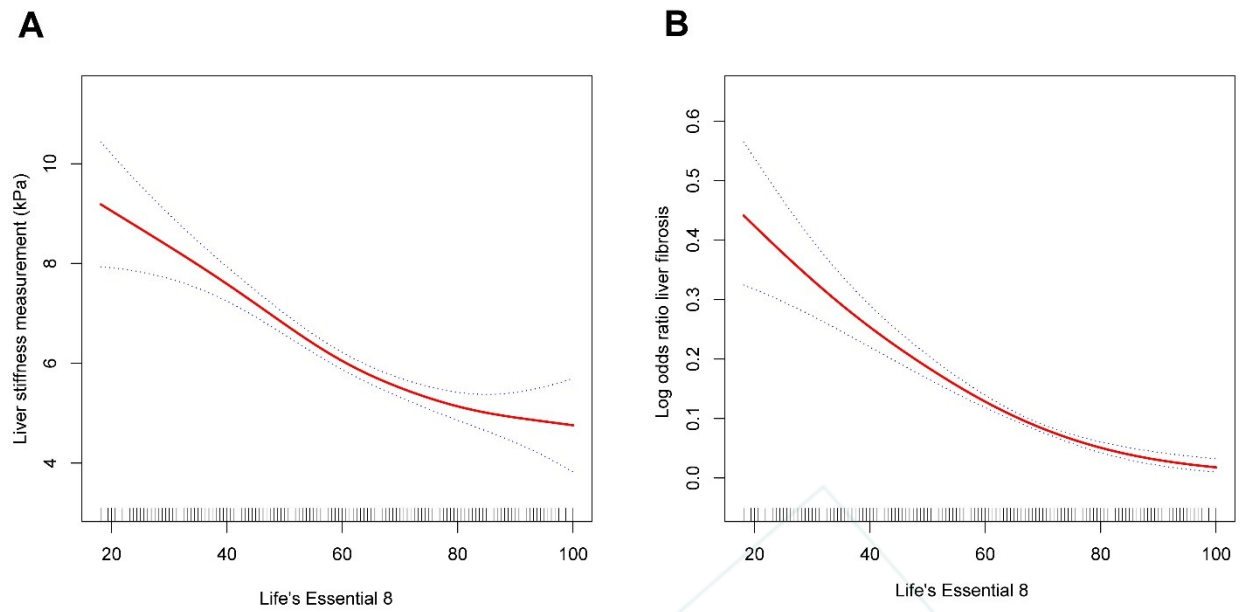 A
Liver stiffness measurement (kPa)
10
8
6
4
20 40 60 80 100
Life's Essential 8
B
Log odds ratio liver fibrosis
0.6
0.5
0.4
0.3
0.2
0.1
0.0
20 40 60 80 100
Life's Essential 8